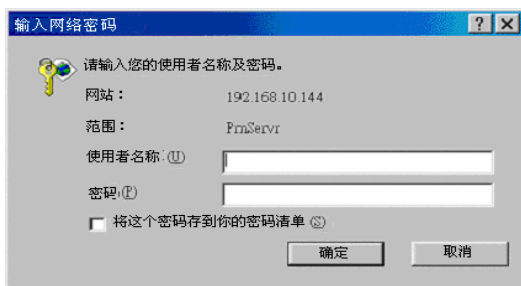 输入网络密码
请输入您的使用者名称及密码。
网站： 192.168.10.144
范围： PrnServr
使用者名称:(U)
密码:(P)
将这个密码存到你的密码清单 (S)
确定 取消